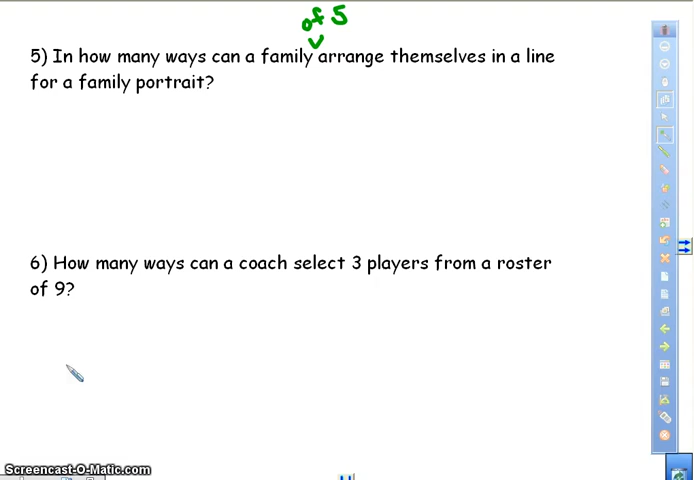 of 5
5) In how many ways can a family arrange themselves in a line
for a family portrait?
6) How many ways can a coach select 3 players from a roster
of 9?
Screencast-O-Matic.com